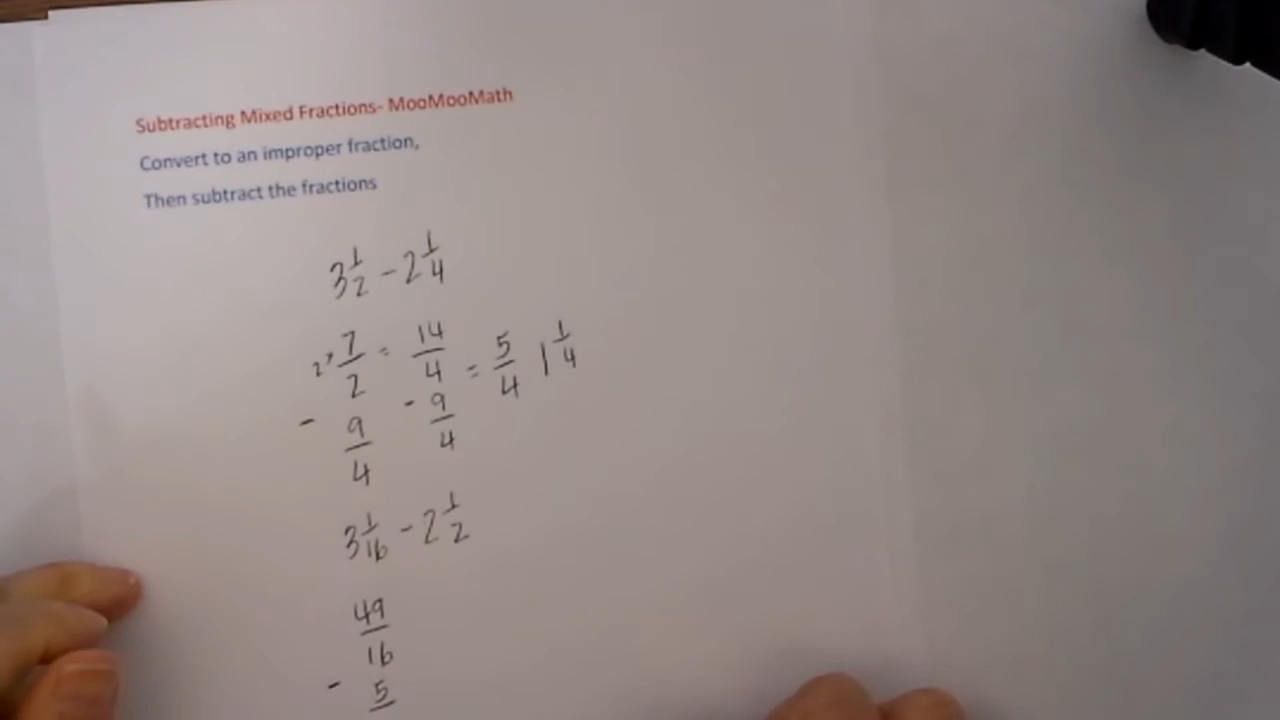 Subtracting Mixed Fractions- MooMooMath
Convert to an improper fraction,
Then subtract the fractions
3 1/2 - 2 1/4
2x 7/2 = 14/4
- 9/4 - 9/4 = 5/4 1 1/4
3 1/16 - 2 1/2
49/16
- 5